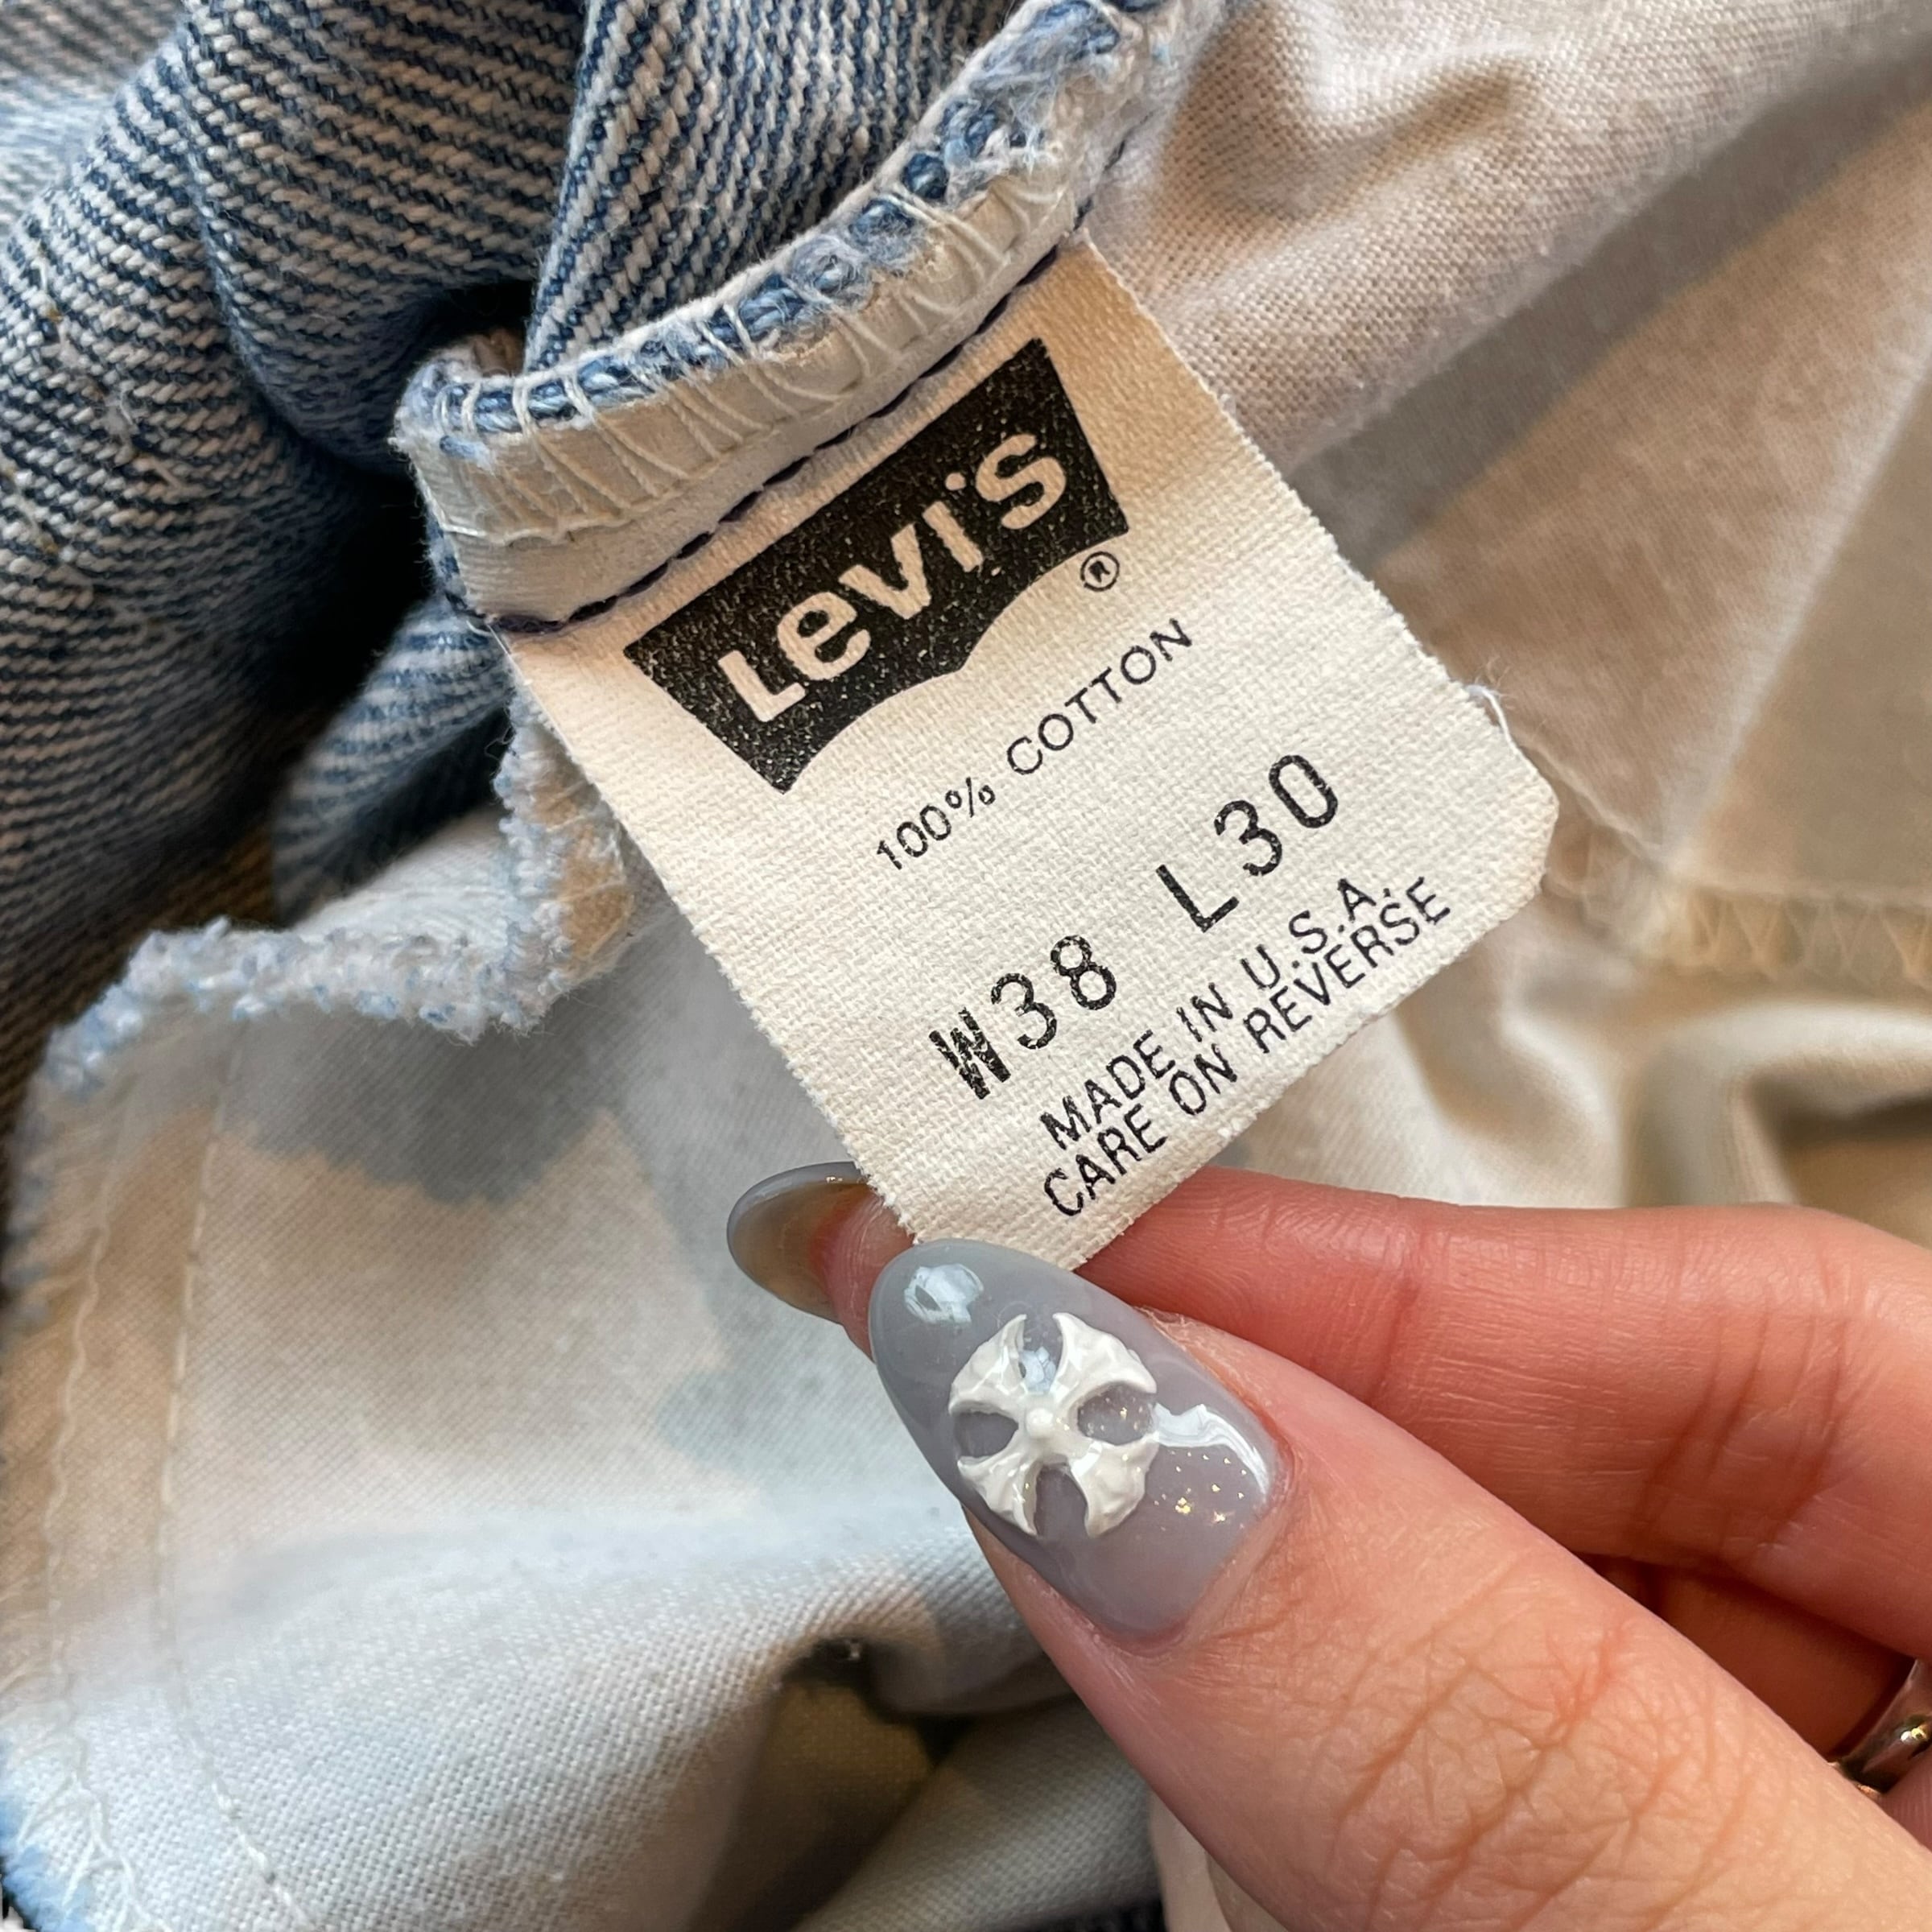 Levi's
®
100% COTTON
W38 L30
MADE IN U.S.A.
CARE ON REVERSE